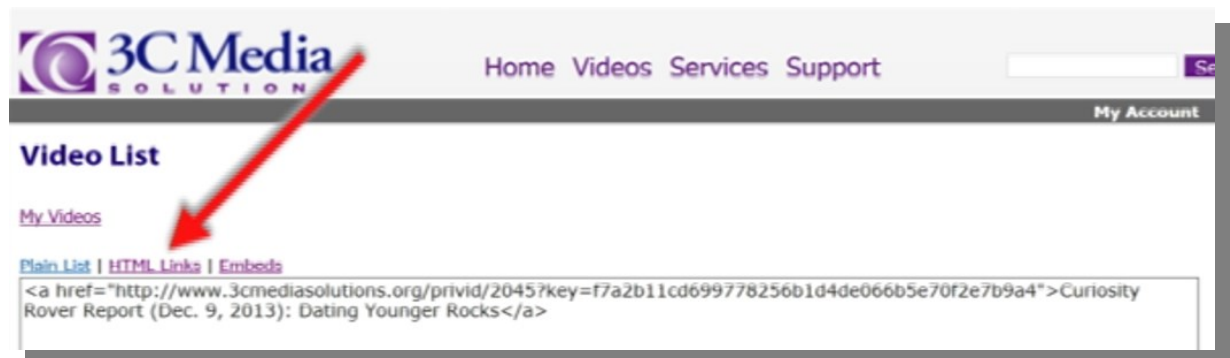 3C Media
SOLUTION
Home Videos Services Support
Se
My Account
Video List
My Videos
Plain List | HTML Links | Embeds
<a href="http://www.3cmediasolutions.org/privid/2045?key=f7a2b11cd699778256b1d4de066b5e70f2e7b9a4">Curiosity
Rover Report (Dec. 9, 2013): Dating Younger Rocks</a>